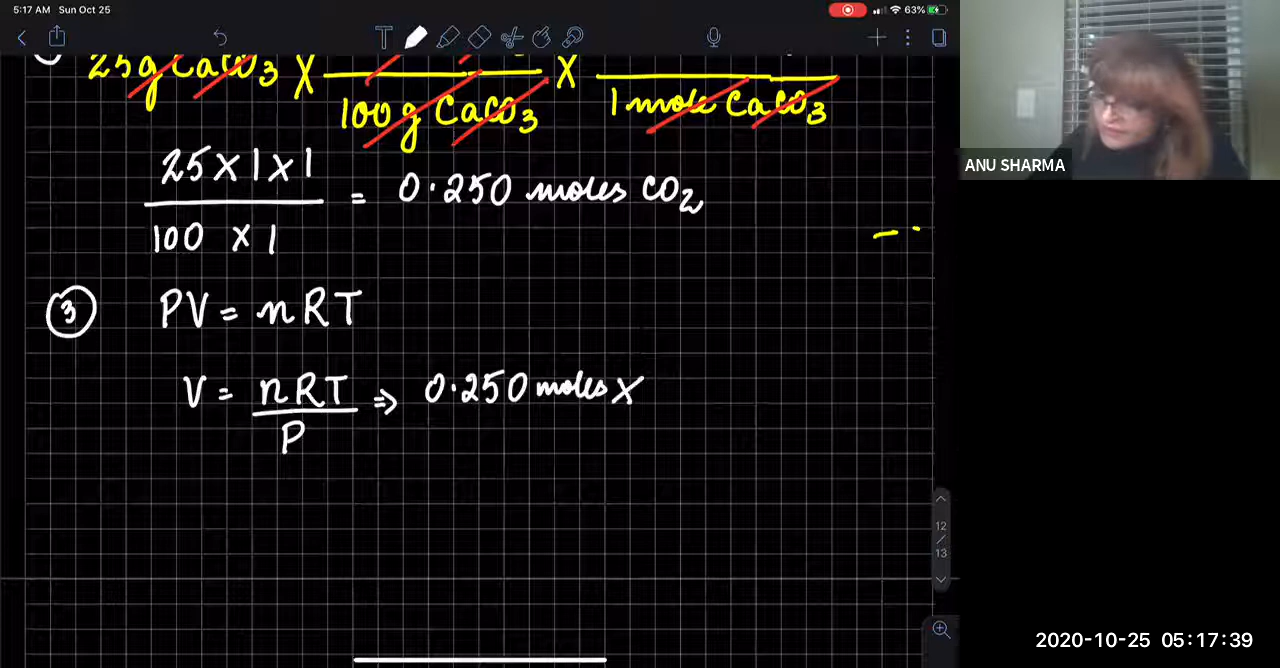 5:17 AM Sun Oct 25
63%
25g CaCO3 X
X
100g CaCO3
1 mole CaCO3
ANU SHARMA
25 X 1 X 1
= 0.250 moles CO2
100 X 1
3 PV = nRT
V = nRT ⇒ 0.250 moles X
P
12
/
13
2020-10-25 05:17:39